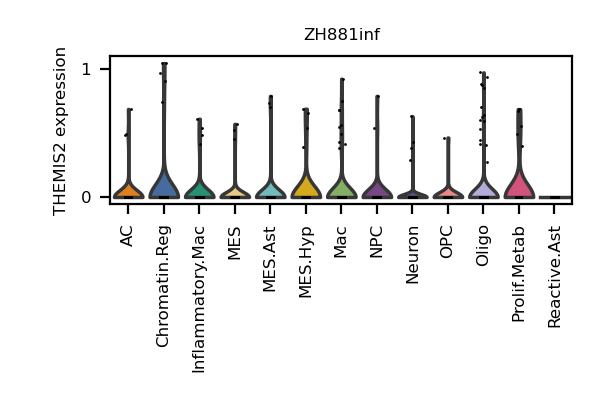 ZH881inf
THEMIS2 expression
1
0
AC
Chromatin.Reg
Inflammatory.Mac
MES
MES.Ast
MES.Hyp
Mac
NPC
Neuron
OPC
Oligo
Prolif.Metab
Reactive.Ast